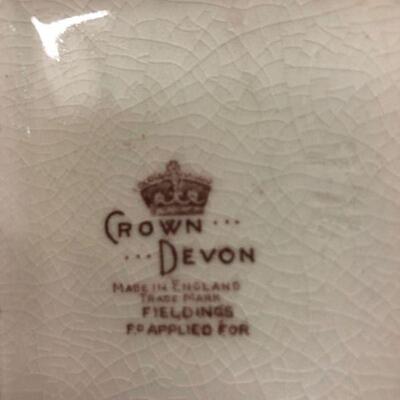 CROWN ...
... DEVON
MADE IN ENGLAND
TRADE MARK
FIELDINGS
RD APPLIED FOR